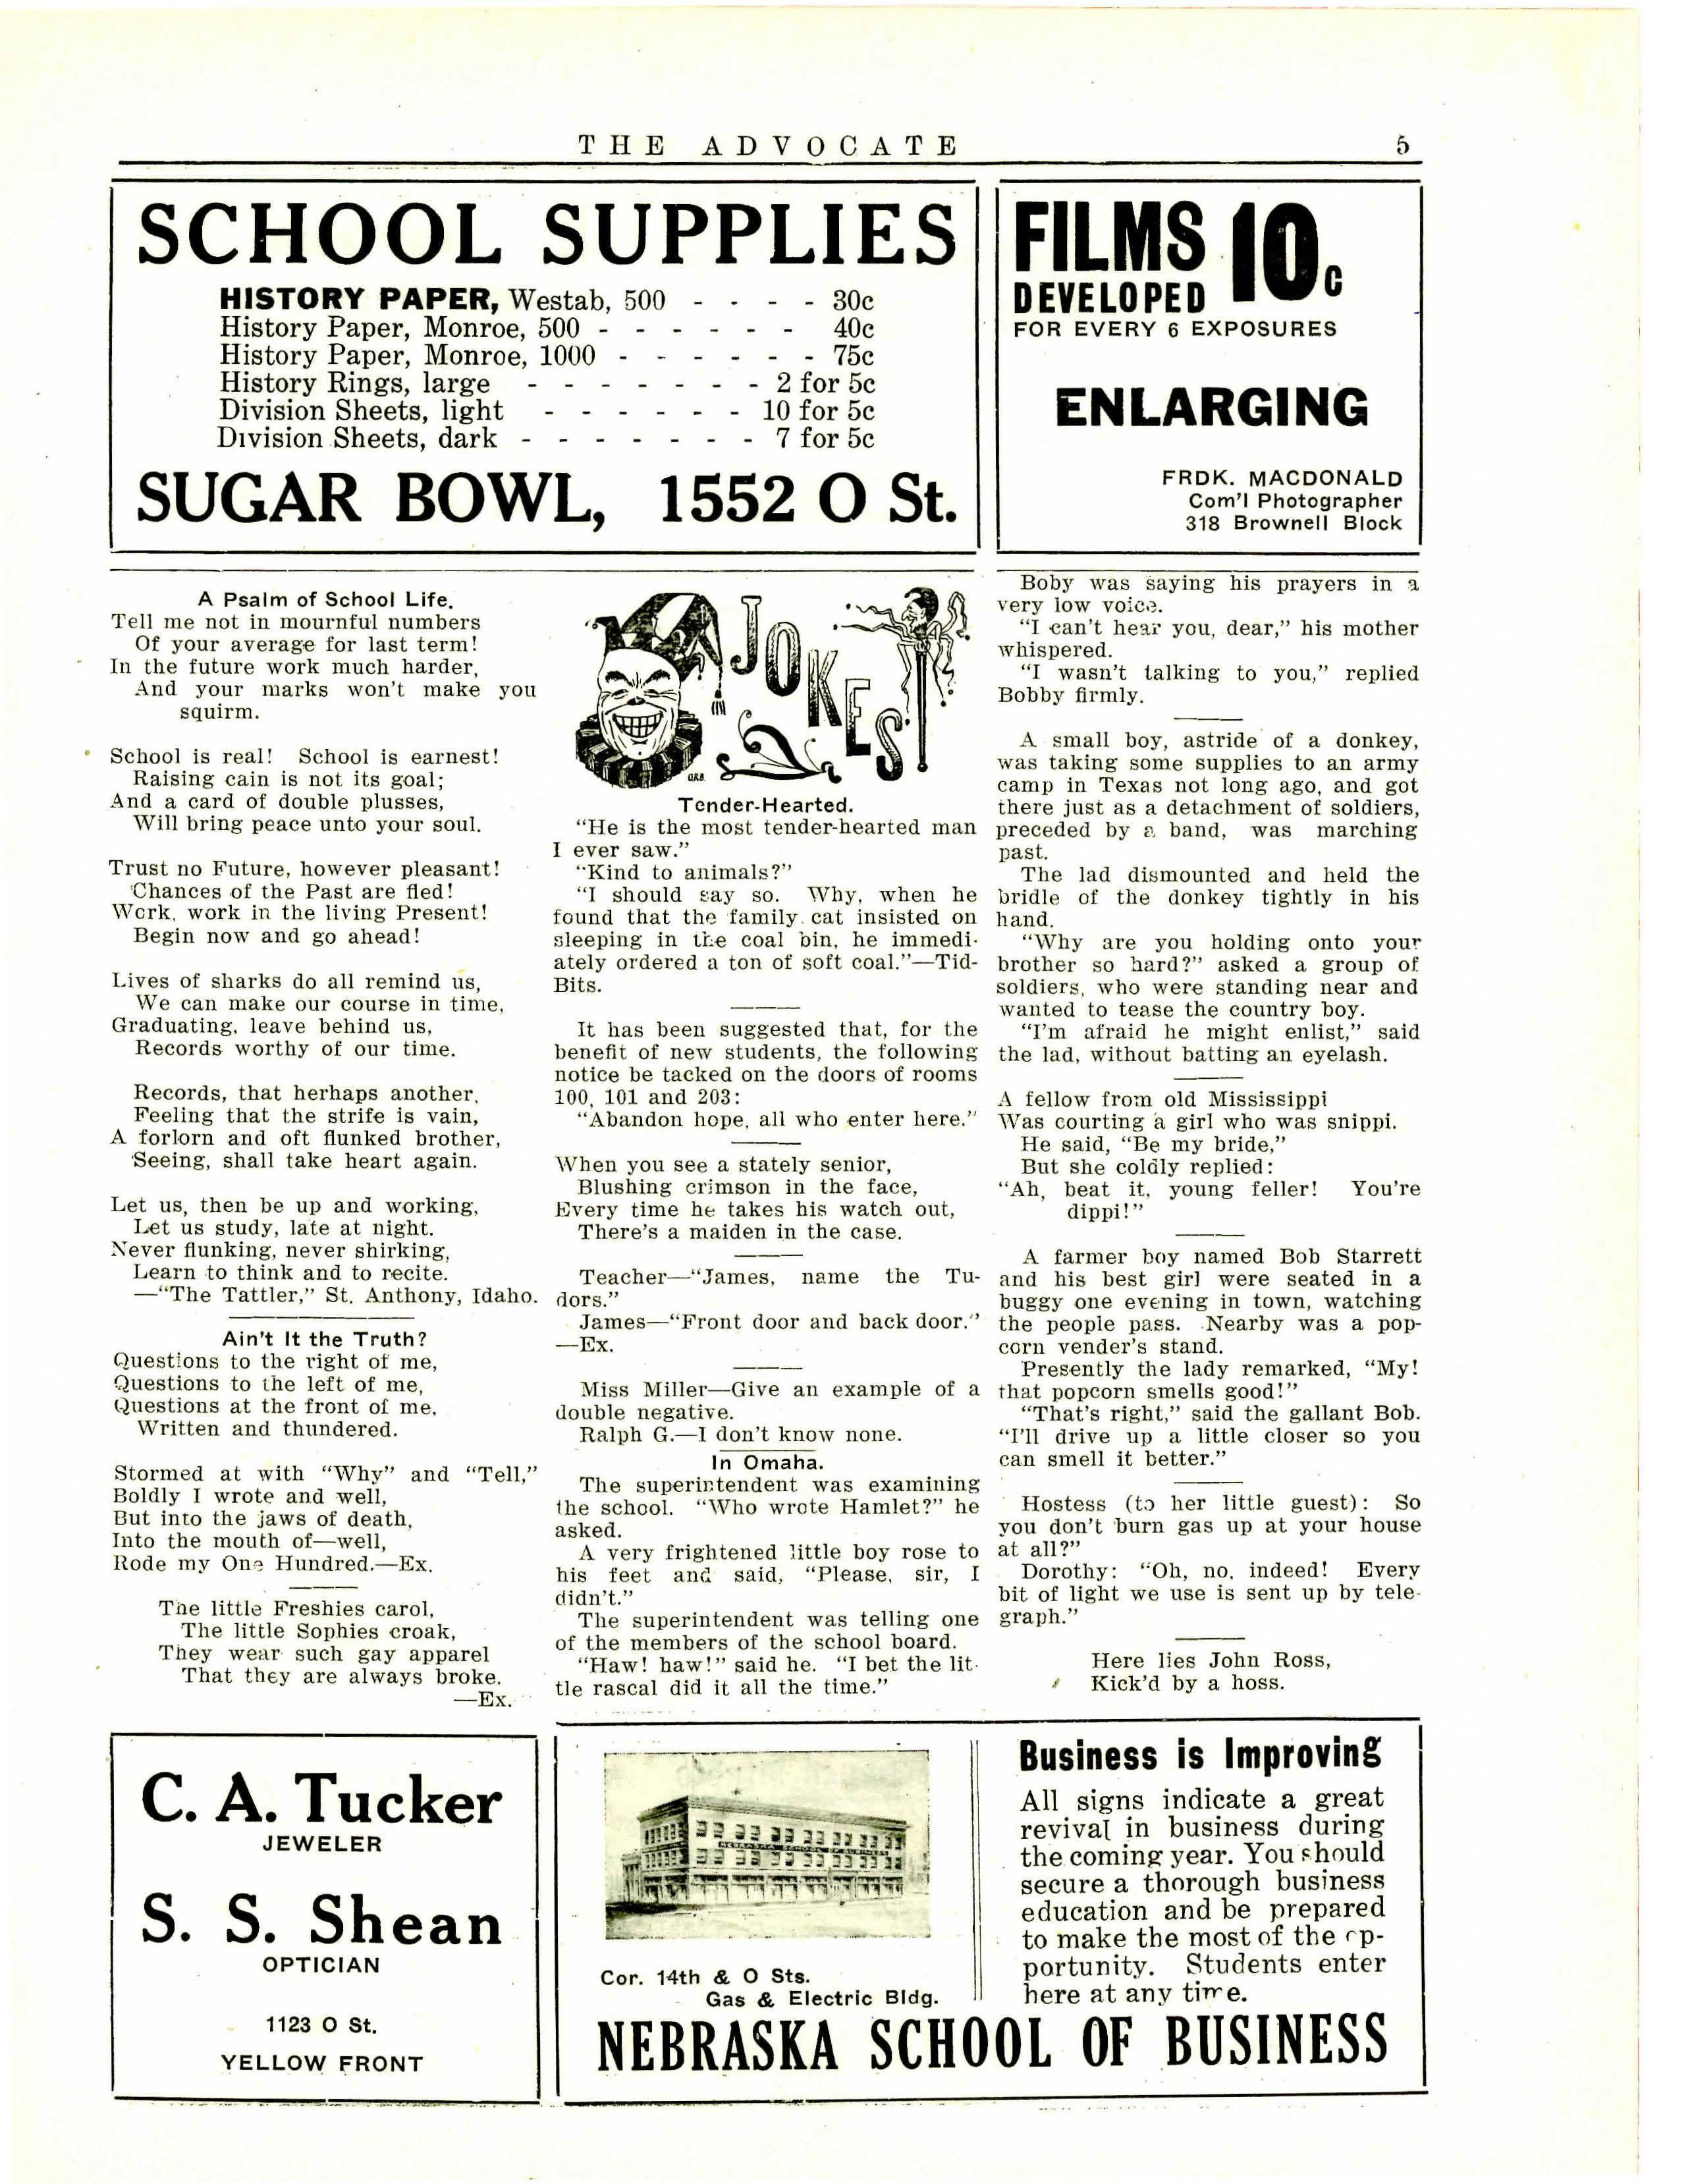 THE ADVOCATE 5
SCHOOL SUPPLIES
HISTORY PAPER, Westab, 500 - - - - 30c
History Paper, Monroe, 500 - - - - - - 40c
History Paper, Monroe, 1000 - - - - - - 75c
History Rings, large - - - - - - - 2 for 5c
Division Sheets, light - - - - - - 10 for 5c
Division Sheets, dark - - - - - - - 7 for 5c
SUGAR BOWL, 1552 O St.
FILMS 10c
DEVELOPED
FOR EVERY 6 EXPOSURES
ENLARGING
FRDK. MACDONALD
Com'l Photographer
318 Brownell Block
A Psalm of School Life.
Tell me not in mournful numbers
Of your average for last term!
In the future work much harder,
And your marks won't make you
squirm.
School is real! School is earnest!
Raising cain is not its goal;
And a card of double plusses,
Will bring peace unto your soul.
Trust no Future, however pleasant!
Chances of the Past are fled!
Work, work in the living Present!
Begin now and go ahead!
Lives of sharks do all remind us,
We can make our course in time,
Graduating, leave behind us,
Records worthy of our time.
Records, that herhaps another,
Feeling that the strife is vain,
A forlorn and oft flunked brother,
Seeing, shall take heart again.
Let us, then be up and working,
Let us study, late at night.
Never flunking, never shirking,
Learn to think and to recite.
—"The Tattler," St. Anthony, Idaho.
Ain't It the Truth?
Questions to the right of me,
Questions to the left of me,
Questions at the front of me,
Written and thundered.
Stormed at with "Why" and "Tell,"
Boldly I wrote and well,
But into the jaws of death,
Into the mouth of—well,
Rode my One Hundred.—Ex.
The little Freshies carol,
The little Sophies croak,
They wear such gay apparel
That they are always broke.
—Ex.
JOKES
O.R.B.
Tender-Hearted.
"He is the most tender-hearted man
I ever saw."
"Kind to animals?"
"I should say so. Why, when he
found that the family cat insisted on
sleeping in the coal bin, he immedi-
ately ordered a ton of soft coal."—Tid-
Bits.
It has been suggested that, for the
benefit of new students, the following
notice be tacked on the doors of rooms
100, 101 and 203:
"Abandon hope, all who enter here."
When you see a stately senior,
Blushing crimson in the face,
Every time he takes his watch out,
There's a maiden in the case.
Teacher—"James, name the Tu-
dors."
James—"Front door and back door."
—Ex.
Miss Miller—Give an example of a
double negative.
Ralph G.—I don't know none.
In Omaha.
The superintendent was examining
the school. "Who wrote Hamlet?" he
asked.
A very frightened little boy rose to
his feet and said, "Please, sir, I
didn't."
The superintendent was telling one
of the members of the school board.
"Haw! haw!" said he. "I bet the lit-
tle rascal did it all the time."
Boby was saying his prayers in a
very low voice.
"I can't hear you, dear," his mother
whispered.
"I wasn't talking to you," replied
Bobby firmly.
A small boy, astride of a donkey,
was taking some supplies to an army
camp in Texas not long ago, and got
there just as a detachment of soldiers,
preceded by a band, was marching
past.
The lad dismounted and held the
bridle of the donkey tightly in his
hand.
"Why are you holding onto your
brother so hard?" asked a group of
soldiers, who were standing near and
wanted to tease the country boy.
"I'm afraid he might enlist," said
the lad, without batting an eyelash.
A fellow from old Mississippi
Was courting a girl who was snippi.
He said, "Be my bride,"
But she coldly replied:
"Ah, beat it, young feller! You're
dippi!"
A farmer boy named Bob Starrett
and his best girl were seated in a
buggy one evening in town, watching
the people pass. Nearby was a pop-
corn vender's stand.
Presently the lady remarked, "My!
that popcorn smells good!"
"That's right," said the gallant Bob.
"I'll drive up a little closer so you
can smell it better."
Hostess (to her little guest): So
you don't burn gas up at your house
at all?"
Dorothy: "Oh, no, indeed! Every
bit of light we use is sent up by tele-
graph."
Here lies John Ross,
Kick'd by a hoss.
C. A. Tucker
JEWELER
S. S. Shean
OPTICIAN
1123 O St.
YELLOW FRONT
NEBRASKA SCHOOL OF BUSINESS
Cor. 14th & O Sts.
Gas & Electric Bldg.
Business is Improving
All signs indicate a great
revival in business during
the coming year. You should
secure a thorough business
education and be prepared
to make the most of the op-
portunity. Students enter
here at any time.
NEBRASKA SCHOOL OF BUSINESS